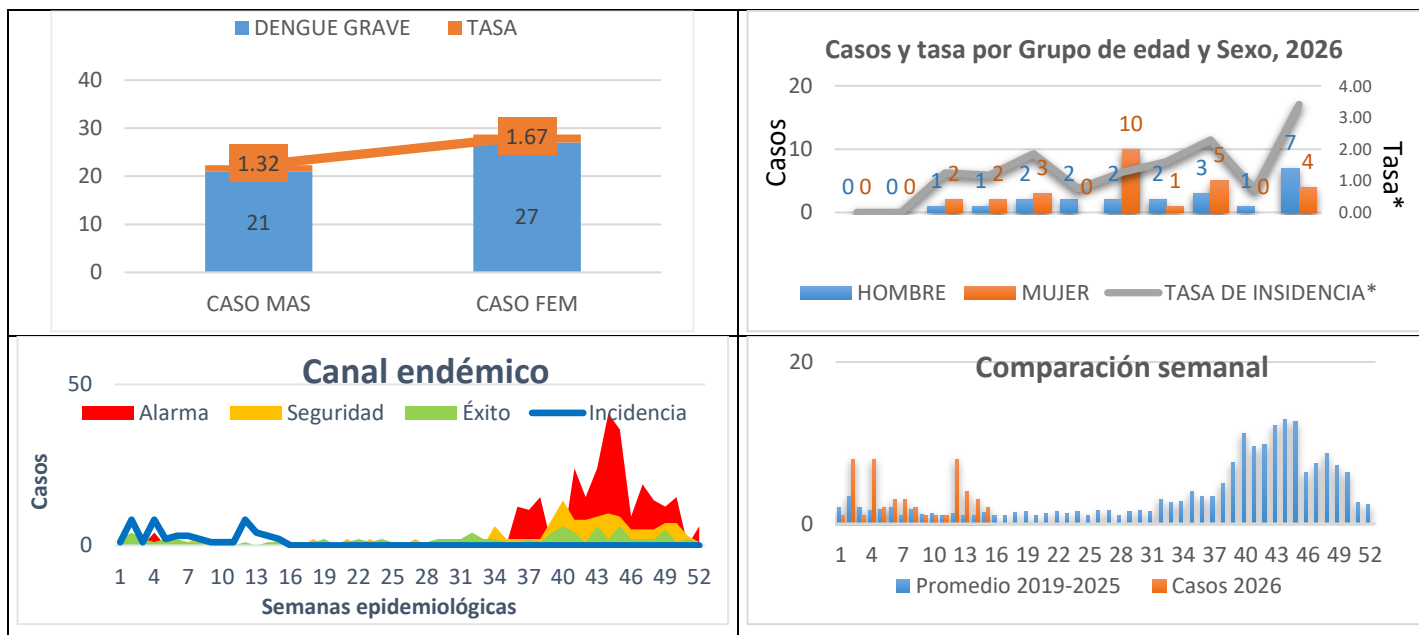 DENGUE GRAVE TASA
40
30
20
10
0
1.32
1.67
21
27
CASO MAS CASO FEM
Casos y tasa por Grupo de edad y Sexo, 2026
Casos
20
10
0
4.00
3.00
2.00
1.00
0.00
Tasa*
0 0 0 0 1 2 1 2 2 3 2 0 2 10 2 1 3 5 1 0 7 4
HOMBRE MUJER TASA DE INSIDENCIA*
Canal endémico
50
0
Alarma Seguridad Éxito Incidencia
Casos
1 4 7 10 13 16 19 22 25 28 31 34 37 40 43 46 49 52
Semanas epidemiológicas
Comparación semanal
20
0
1 4 7 10 13 16 19 22 25 28 31 34 37 40 43 46 49 52
Promedio 2019-2025 Casos 2026